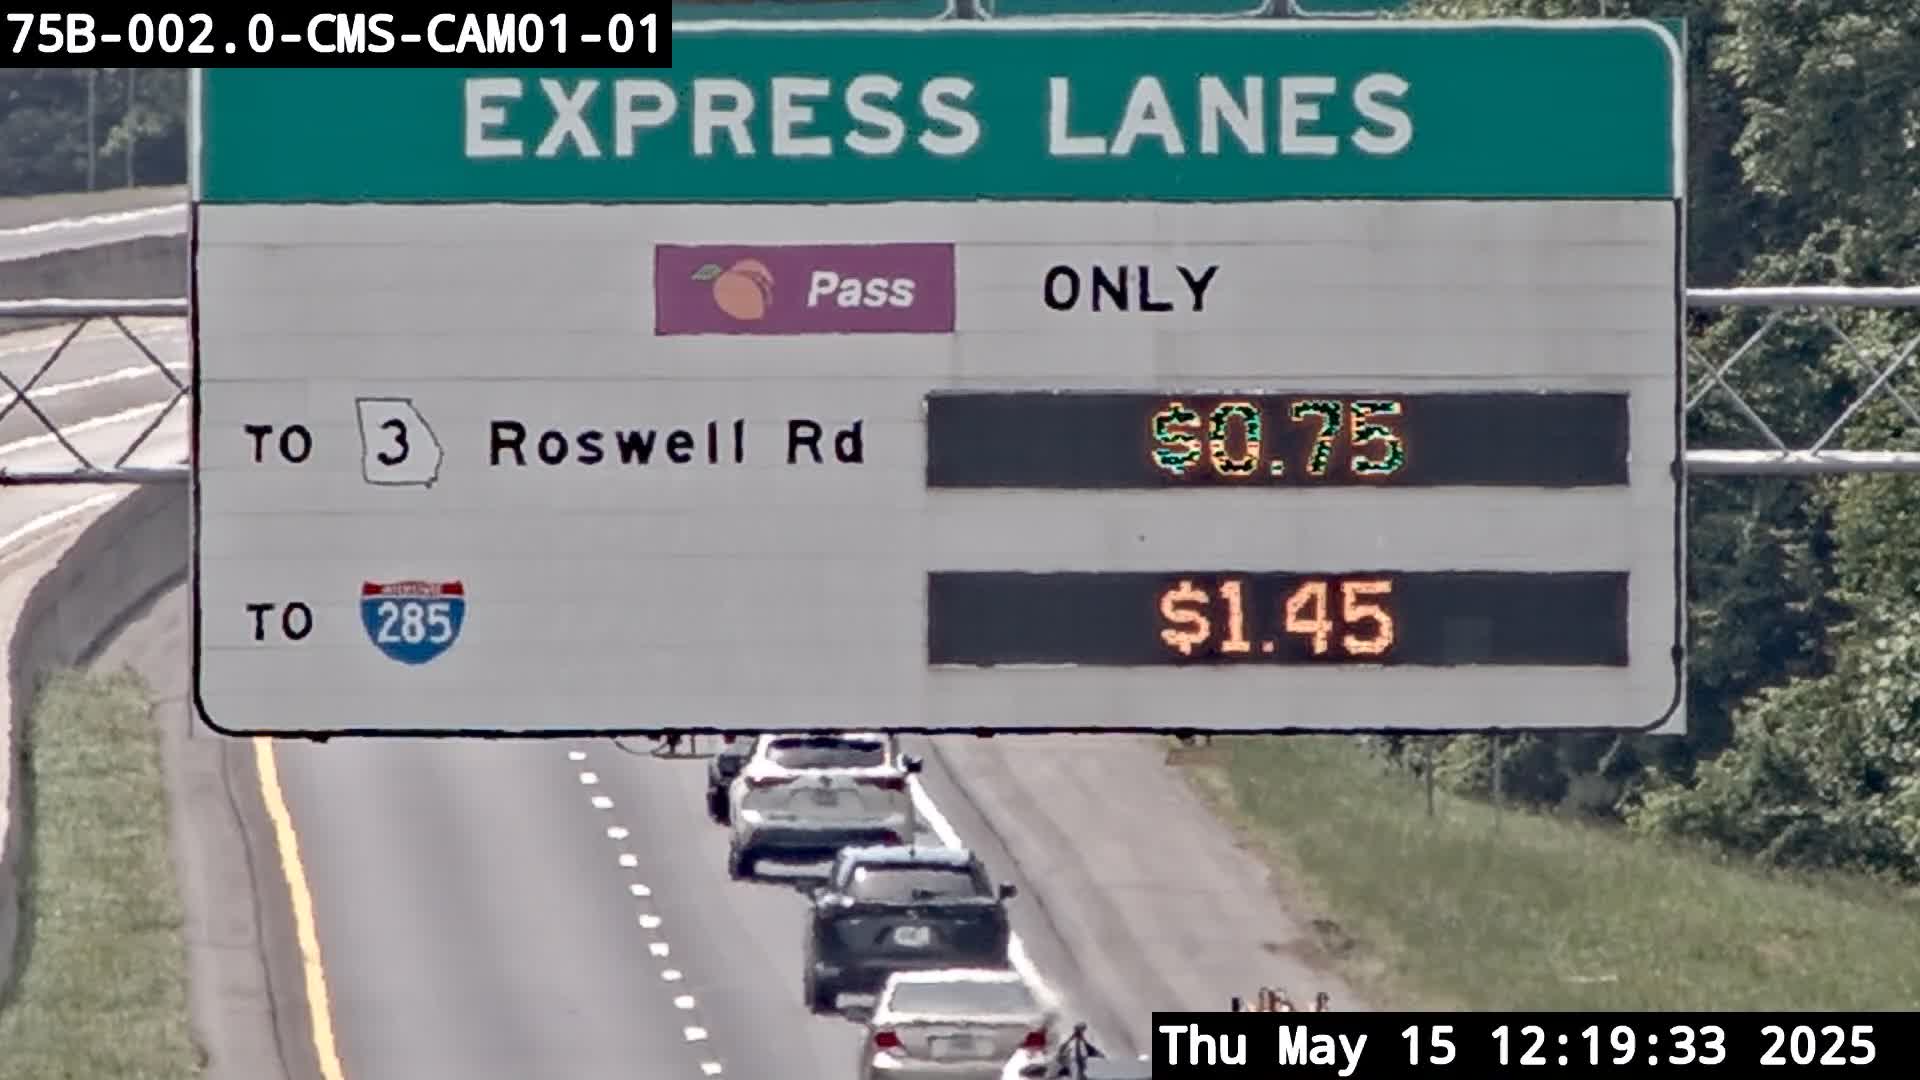 75B-002.0-CMS-CAM01-01
EXPRESS LANES
Pass ONLY
TO 3 Roswell Rd $0.75
TO INTERSTATE 285 $1.45
Thu May 15 12:19:33 2025